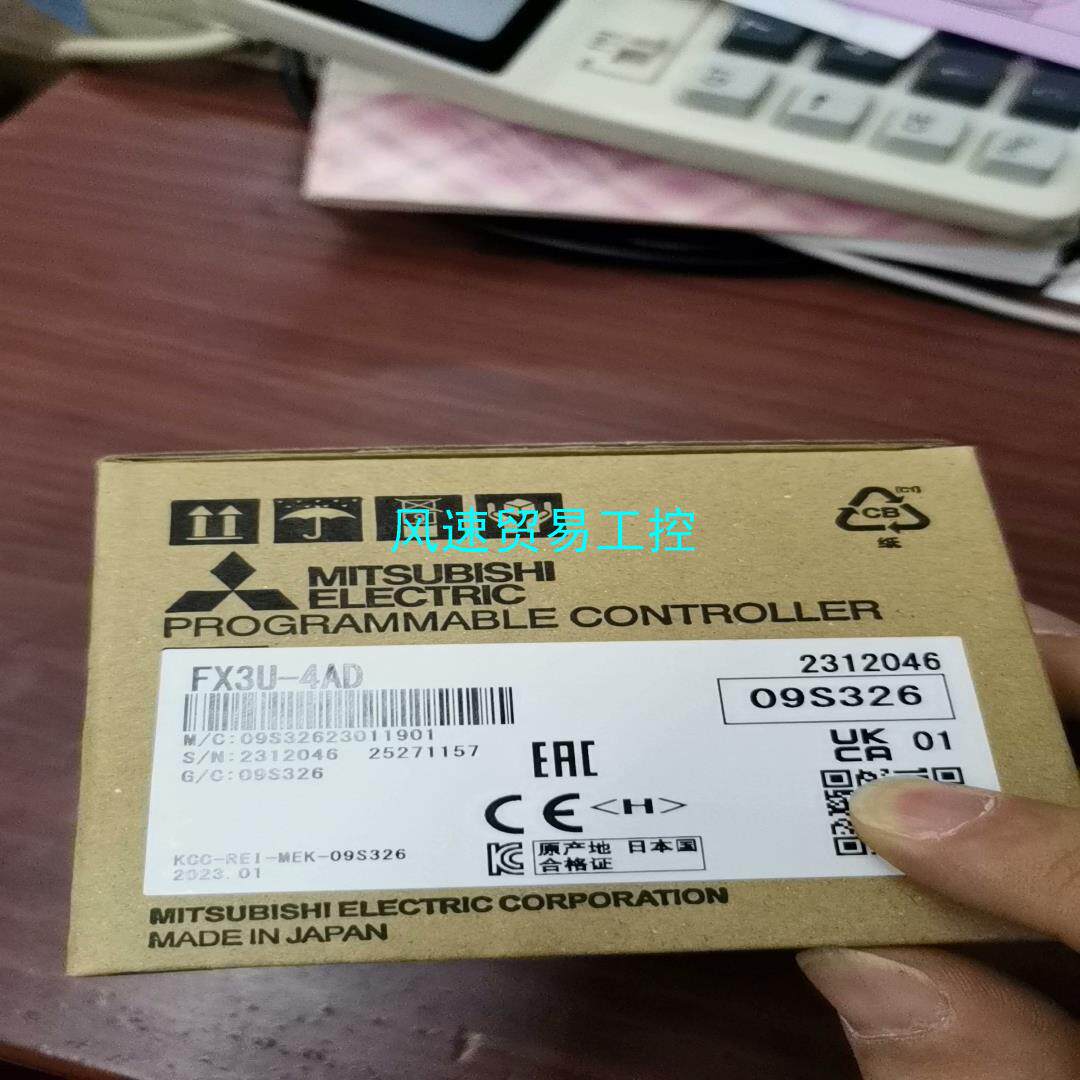 风速贸易工控
CB
纸
MITSUBISHI
ELECTRIC
PROGRAMMABLE CONTROLLER
FX3U-4AD
2312046
09S326
M/C:09S32623011901
S/N:2312046 25271157
G/C:09S326
UK
CA 01
EAC
CE <H>
KCC-REI-MEK-09S326
2023.01
原产地 日本国
合格证
MITSUBISHI ELECTRIC CORPORATION
MADE IN JAPAN